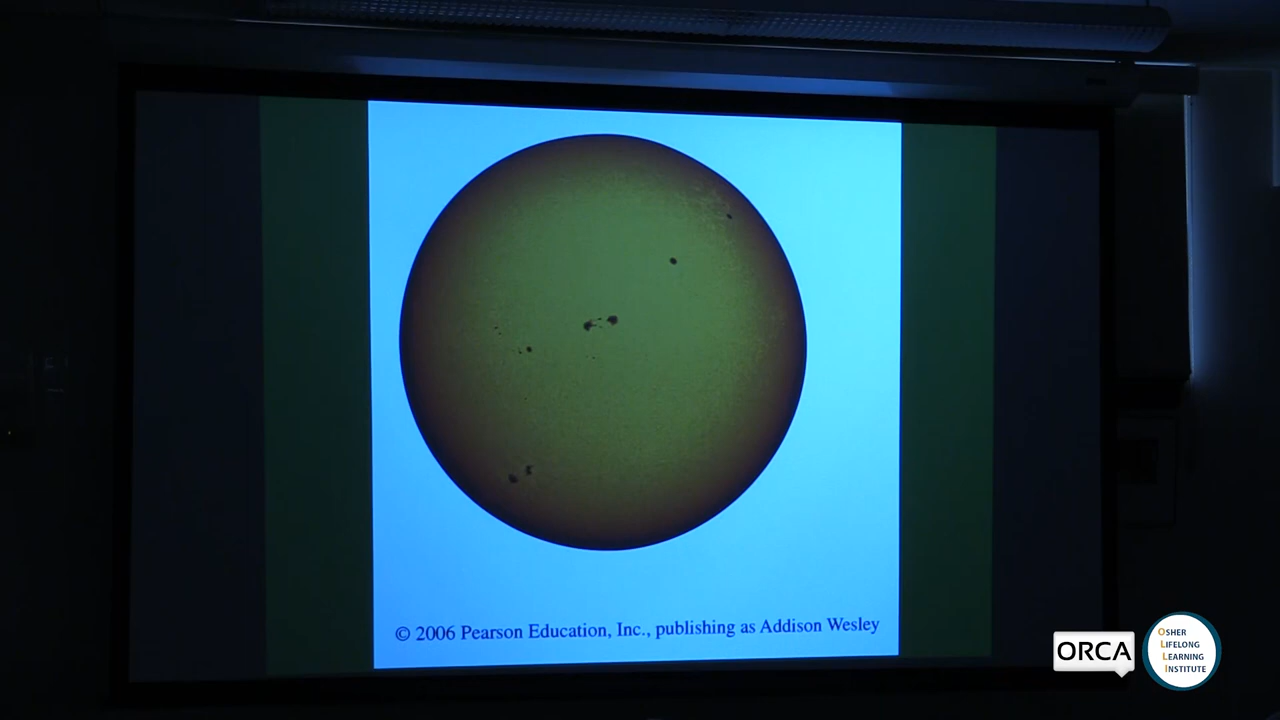 © 2006 Pearson Education, Inc., publishing as Addison Wesley
ORCA
OSHER
LIFELONG
LEARNING
INSTITUTE